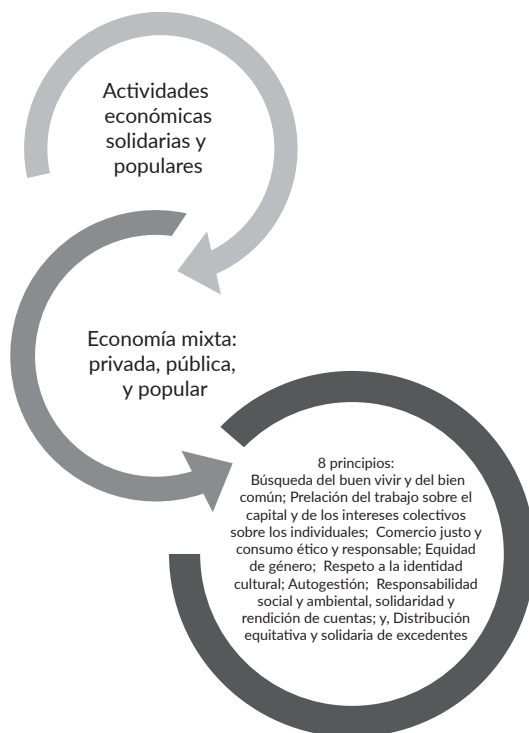 Actividades
económicas
solidarias y
populares
Economía mixta:
privada, pública,
y popular
8 principios:
Búsqueda del buen vivir y del bien
común; Prelación del trabajo sobre el
capital y de los intereses colectivos
sobre los individuales; Comercio justo y
consumo ético y responsable; Equidad
de género; Respeto a la identidad
cultural; Autogestión; Responsabilidad
social y ambiental, solidaridad y
rendición de cuentas; y, Distribución
equitativa y solidaria de excedentes